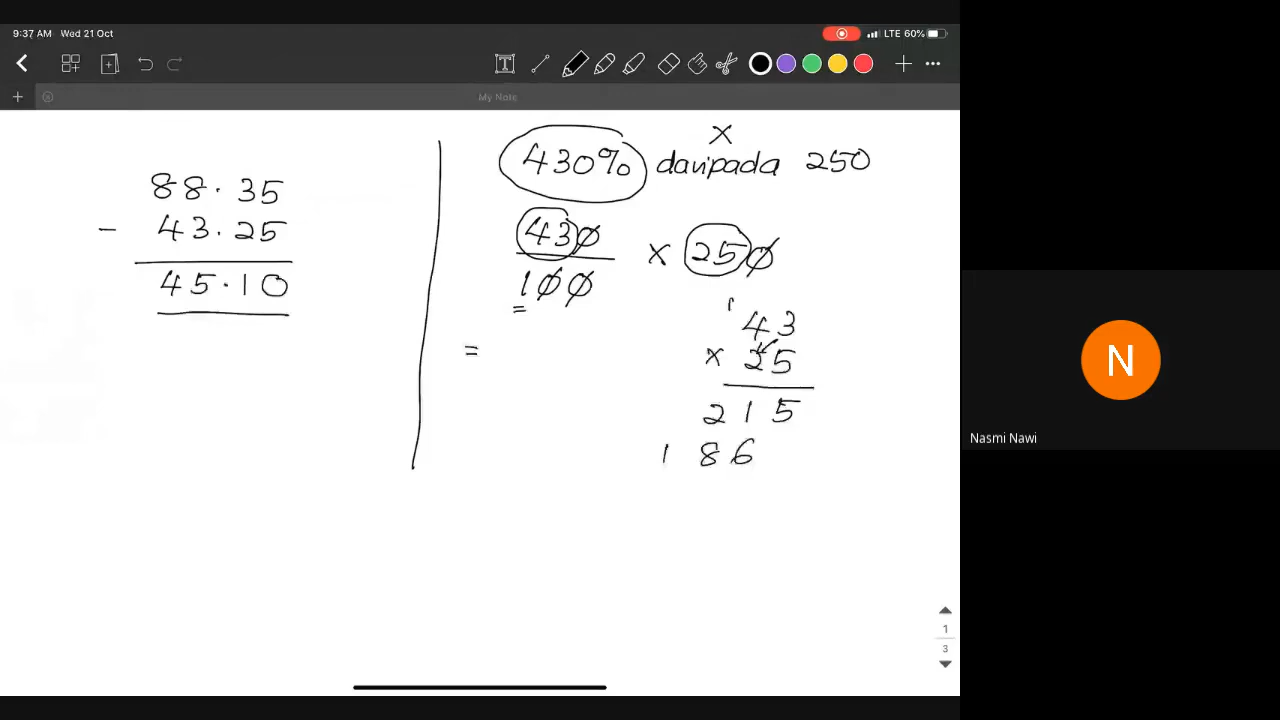 9:37 AM Wed 21 Oct
LTE 60%
My Note
88.35
- 43.25
45.10
430% daripada 250
×
430 × 250
100
=
=
1
43
× 25
215
186
1
3
N
Nasmi Nawi